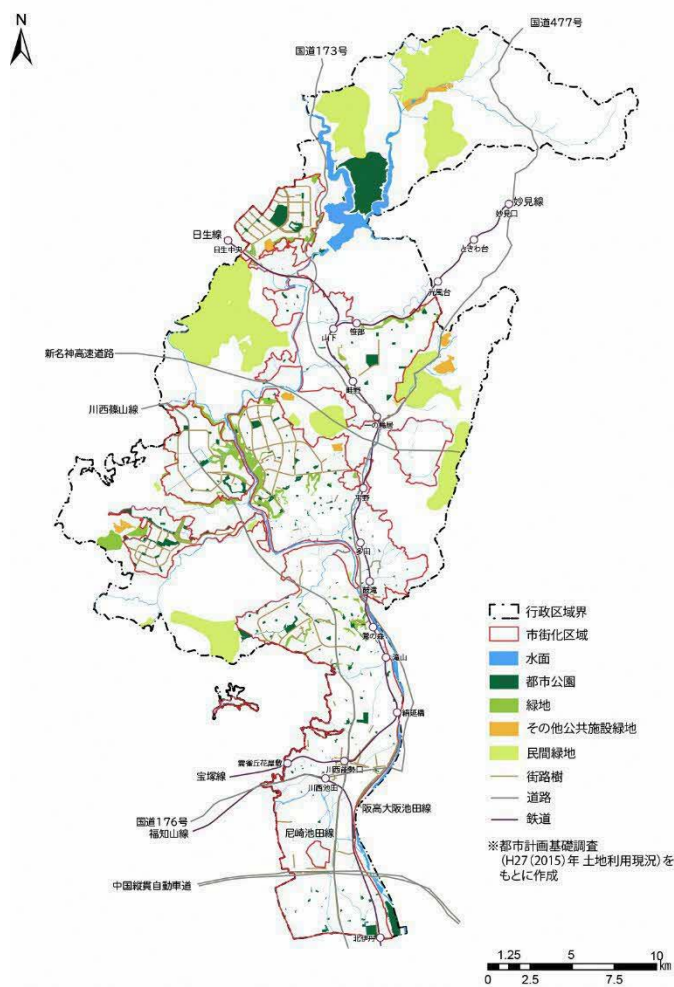 N
国道477号
国道173号
妙見線
妙見口
ときわ台
日生線
日生中央
光風台
笹部
山下
新名神高速道路
畦野
川西篠山線
一の鳥居
平野
多田
鼓滝
鶯の森
滝山
絹延橋
雲雀丘花屋敷
川西能勢口
宝塚線
川西池田
国道176号
福知山線
阪高大阪池田線
尼崎池田線
中国縦貫自動車道
北伊丹
行政区域界
市街化区域
水面
都市公園
緑地
その他公共施設緑地
民間緑地
街路樹
道路
鉄道
※都市計画基礎調査
(H27(2015)年 土地利用現況)を
もとに作成
1.25 5 10
km
0 2.5 7.5